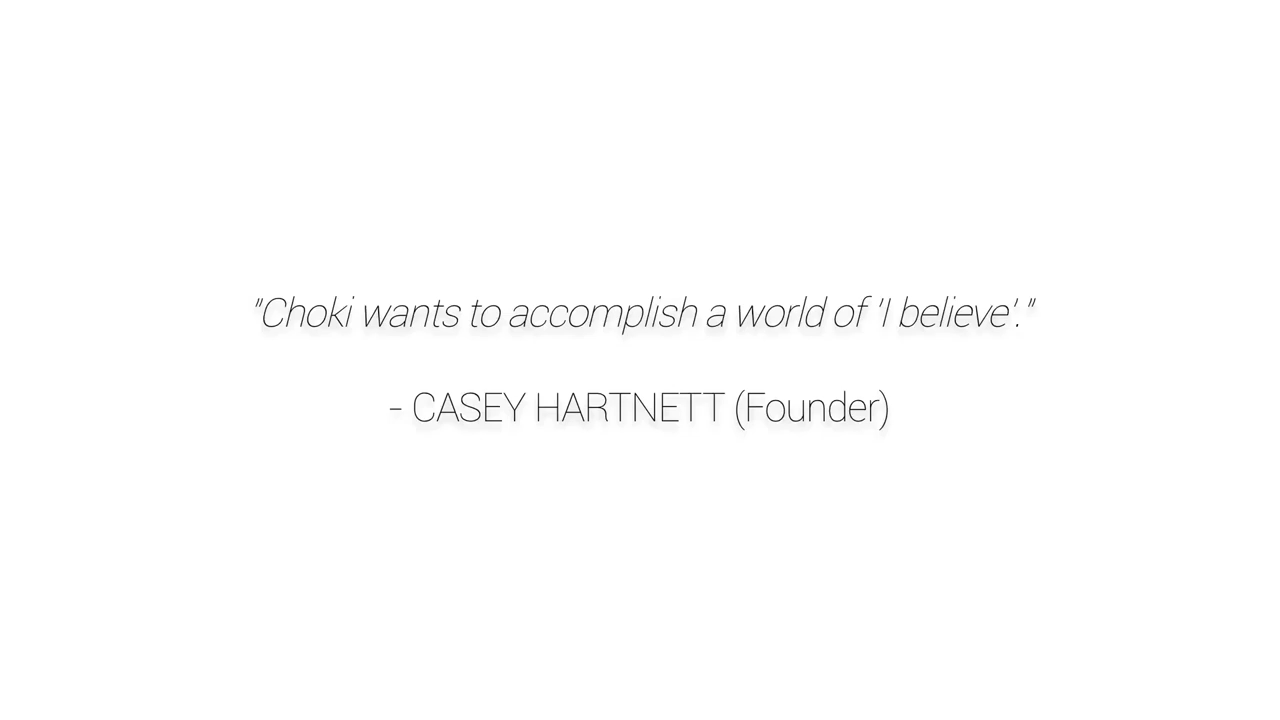 "Choki wants to accomplish a world of 'I believe'."
- CASEY HARTNETT (Founder)